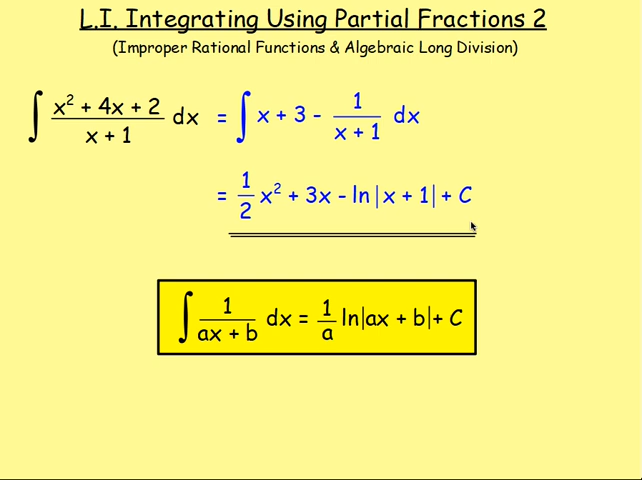 L.I. Integrating Using Partial Fractions 2
(Improper Rational Functions & Algebraic Long Division)
∫ (x² + 4x + 2)/(x + 1) dx = ∫ x + 3 - 1/(x + 1) dx
= 1/2 x² + 3x - ln|x + 1| + C
∫ 1/(ax + b) dx = 1/a ln|ax + b| + C